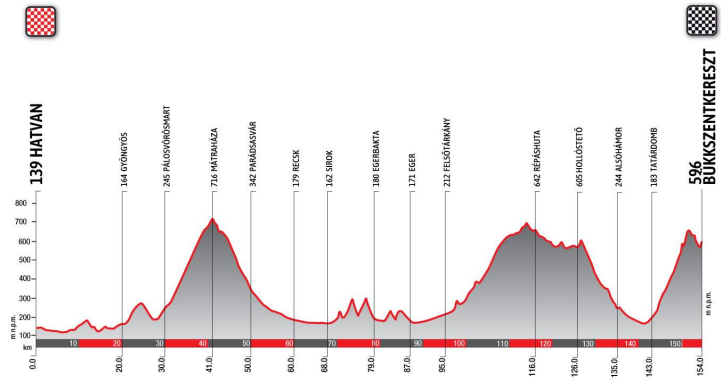 139 HATVAN
164 GYÖNGYÖS
245 PÁLOSVÖRÖSMART
716 MÁTRAHÁZA
342 PARÁDSASVÁR
179 RECSK
162 SIROK
180 EGERBAKTA
171 EGER
212 FELSŐTÁRKÁNY
642 RÉPÁSHUTA
605 HOLLÓSTETŐ
244 ALSÓHÁMOR
183 TATÁRDOMB
596
BÜKKSZENTKERESZT
800
700
600
500
400
300
200
100
m n.p.m.
m n.p.m.
km
10 20 30 40 50 60 70 80 90 100 110 120 130 140 150
0.0 20.0 30.0 41.0 50.0 60.0 68.0 79.0 87.0 95.0 116.0 126.0 135.0 143.0 154.0